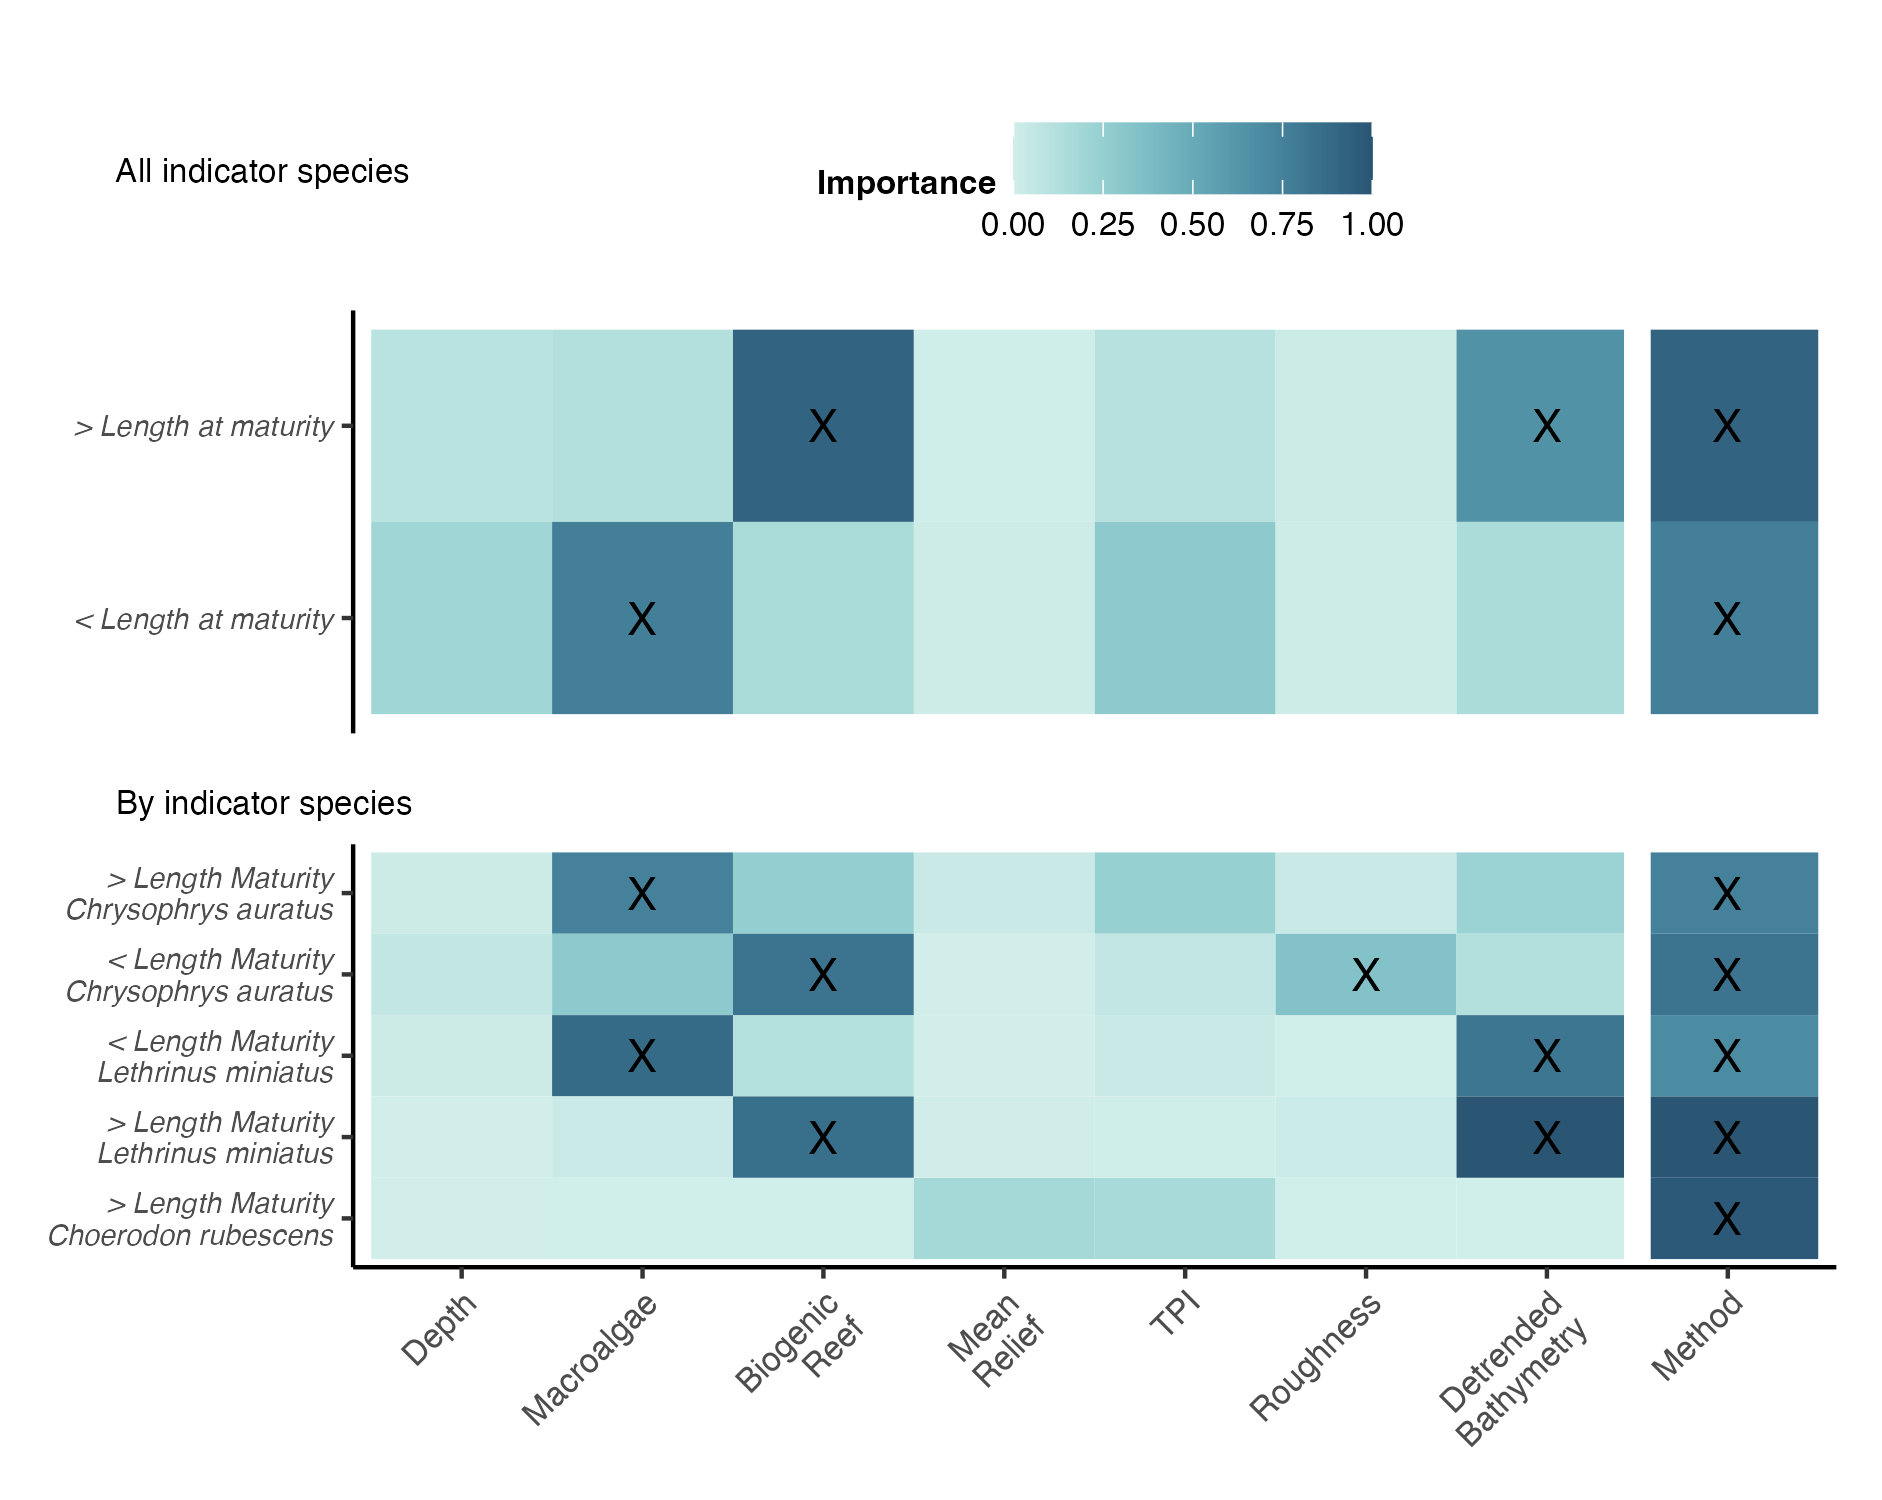 All indicator species
Importance
0.00 0.25 0.50 0.75 1.00
> Length at maturity
X X X
< Length at maturity
X X
By indicator species
> Length Maturity
Chrysophrys auratus
X X
< Length Maturity
Chrysophrys auratus
X X X
< Length Maturity
Lethrinus miniatus
X X X
> Length Maturity
Lethrinus miniatus
X X X
> Length Maturity
Choerodon rubescens
X
Depth
Macroalgae
Biogenic
Reef
Mean
Relief
TPI
Roughness
Detrended
Bathymetry
Method